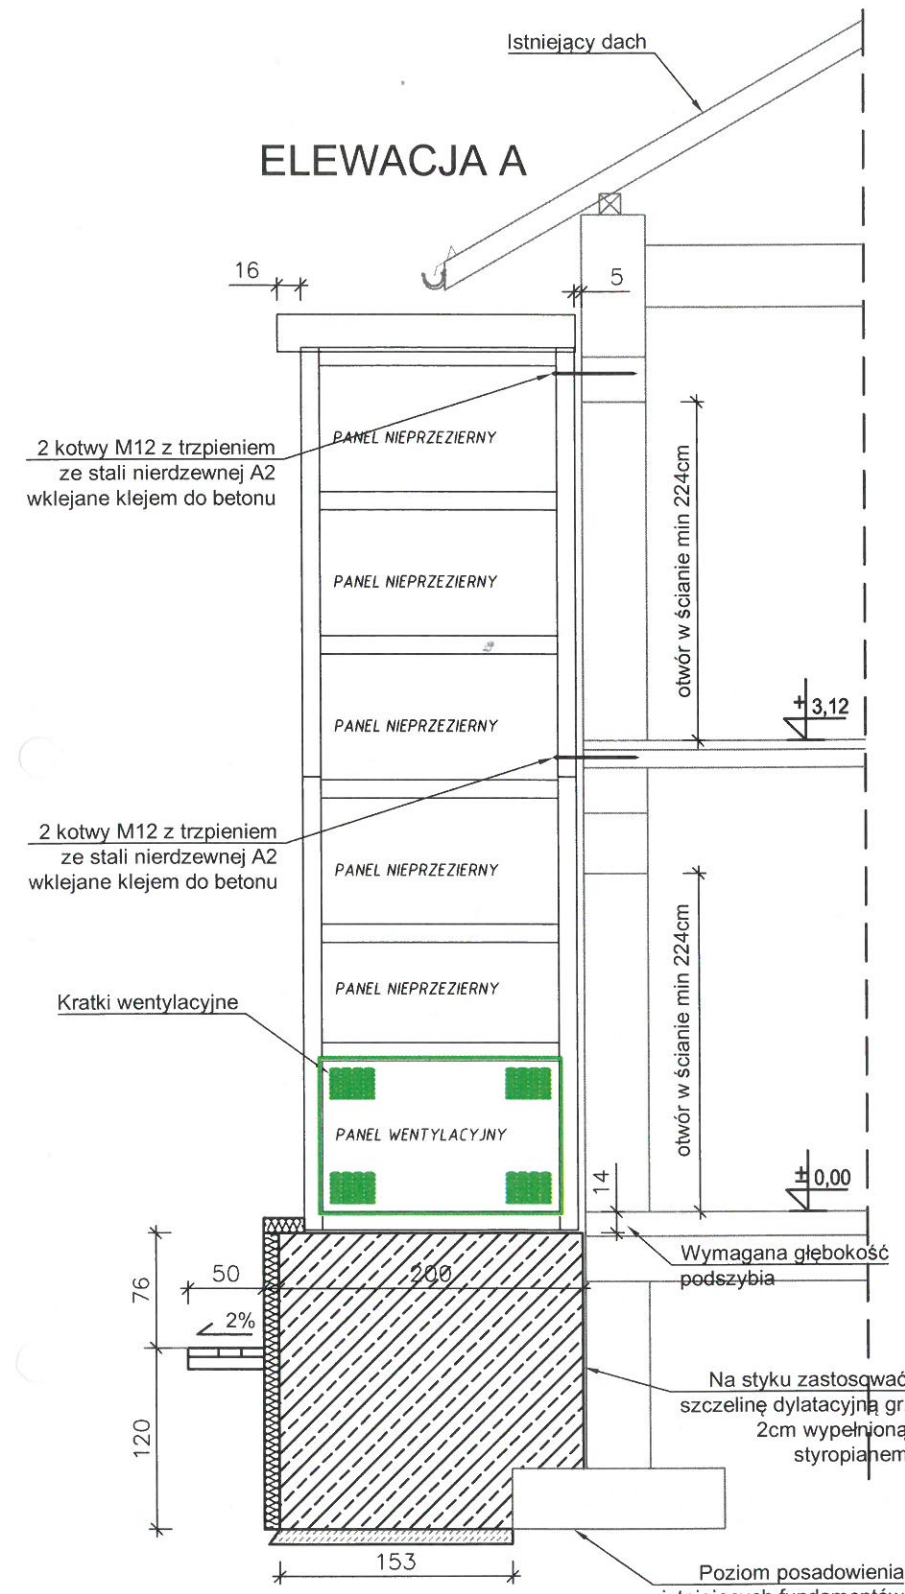 Istniejący dach
ELEWACJA A
16
5
PANEL NIEPRZEZIERNY
2 kotwy M12 z trzpieniem
ze stali nierdzewnej A2
wklejane klejem do betonu
otwór w ścianie min 224cm
PANEL NIEPRZEZIERNY
PANEL NIEPRZEZIERNY
± 3,12
2 kotwy M12 z trzpieniem
ze stali nierdzewnej A2
wklejane klejem do betonu
PANEL NIEPRZEZIERNY
otwór w ścianie min 224cm
PANEL NIEPRZEZIERNY
Kratki wentylacyjne
PANEL WENTYLACYJNY
14
± 0,00
Wymagana głębokość
podszybia
76
50
200
2%
Na styku zastosować
szczelinę dylatacyjną gr.
2cm wypełnioną
styropianem
120
153
Poziom posadowienia
istniejących fundamentów